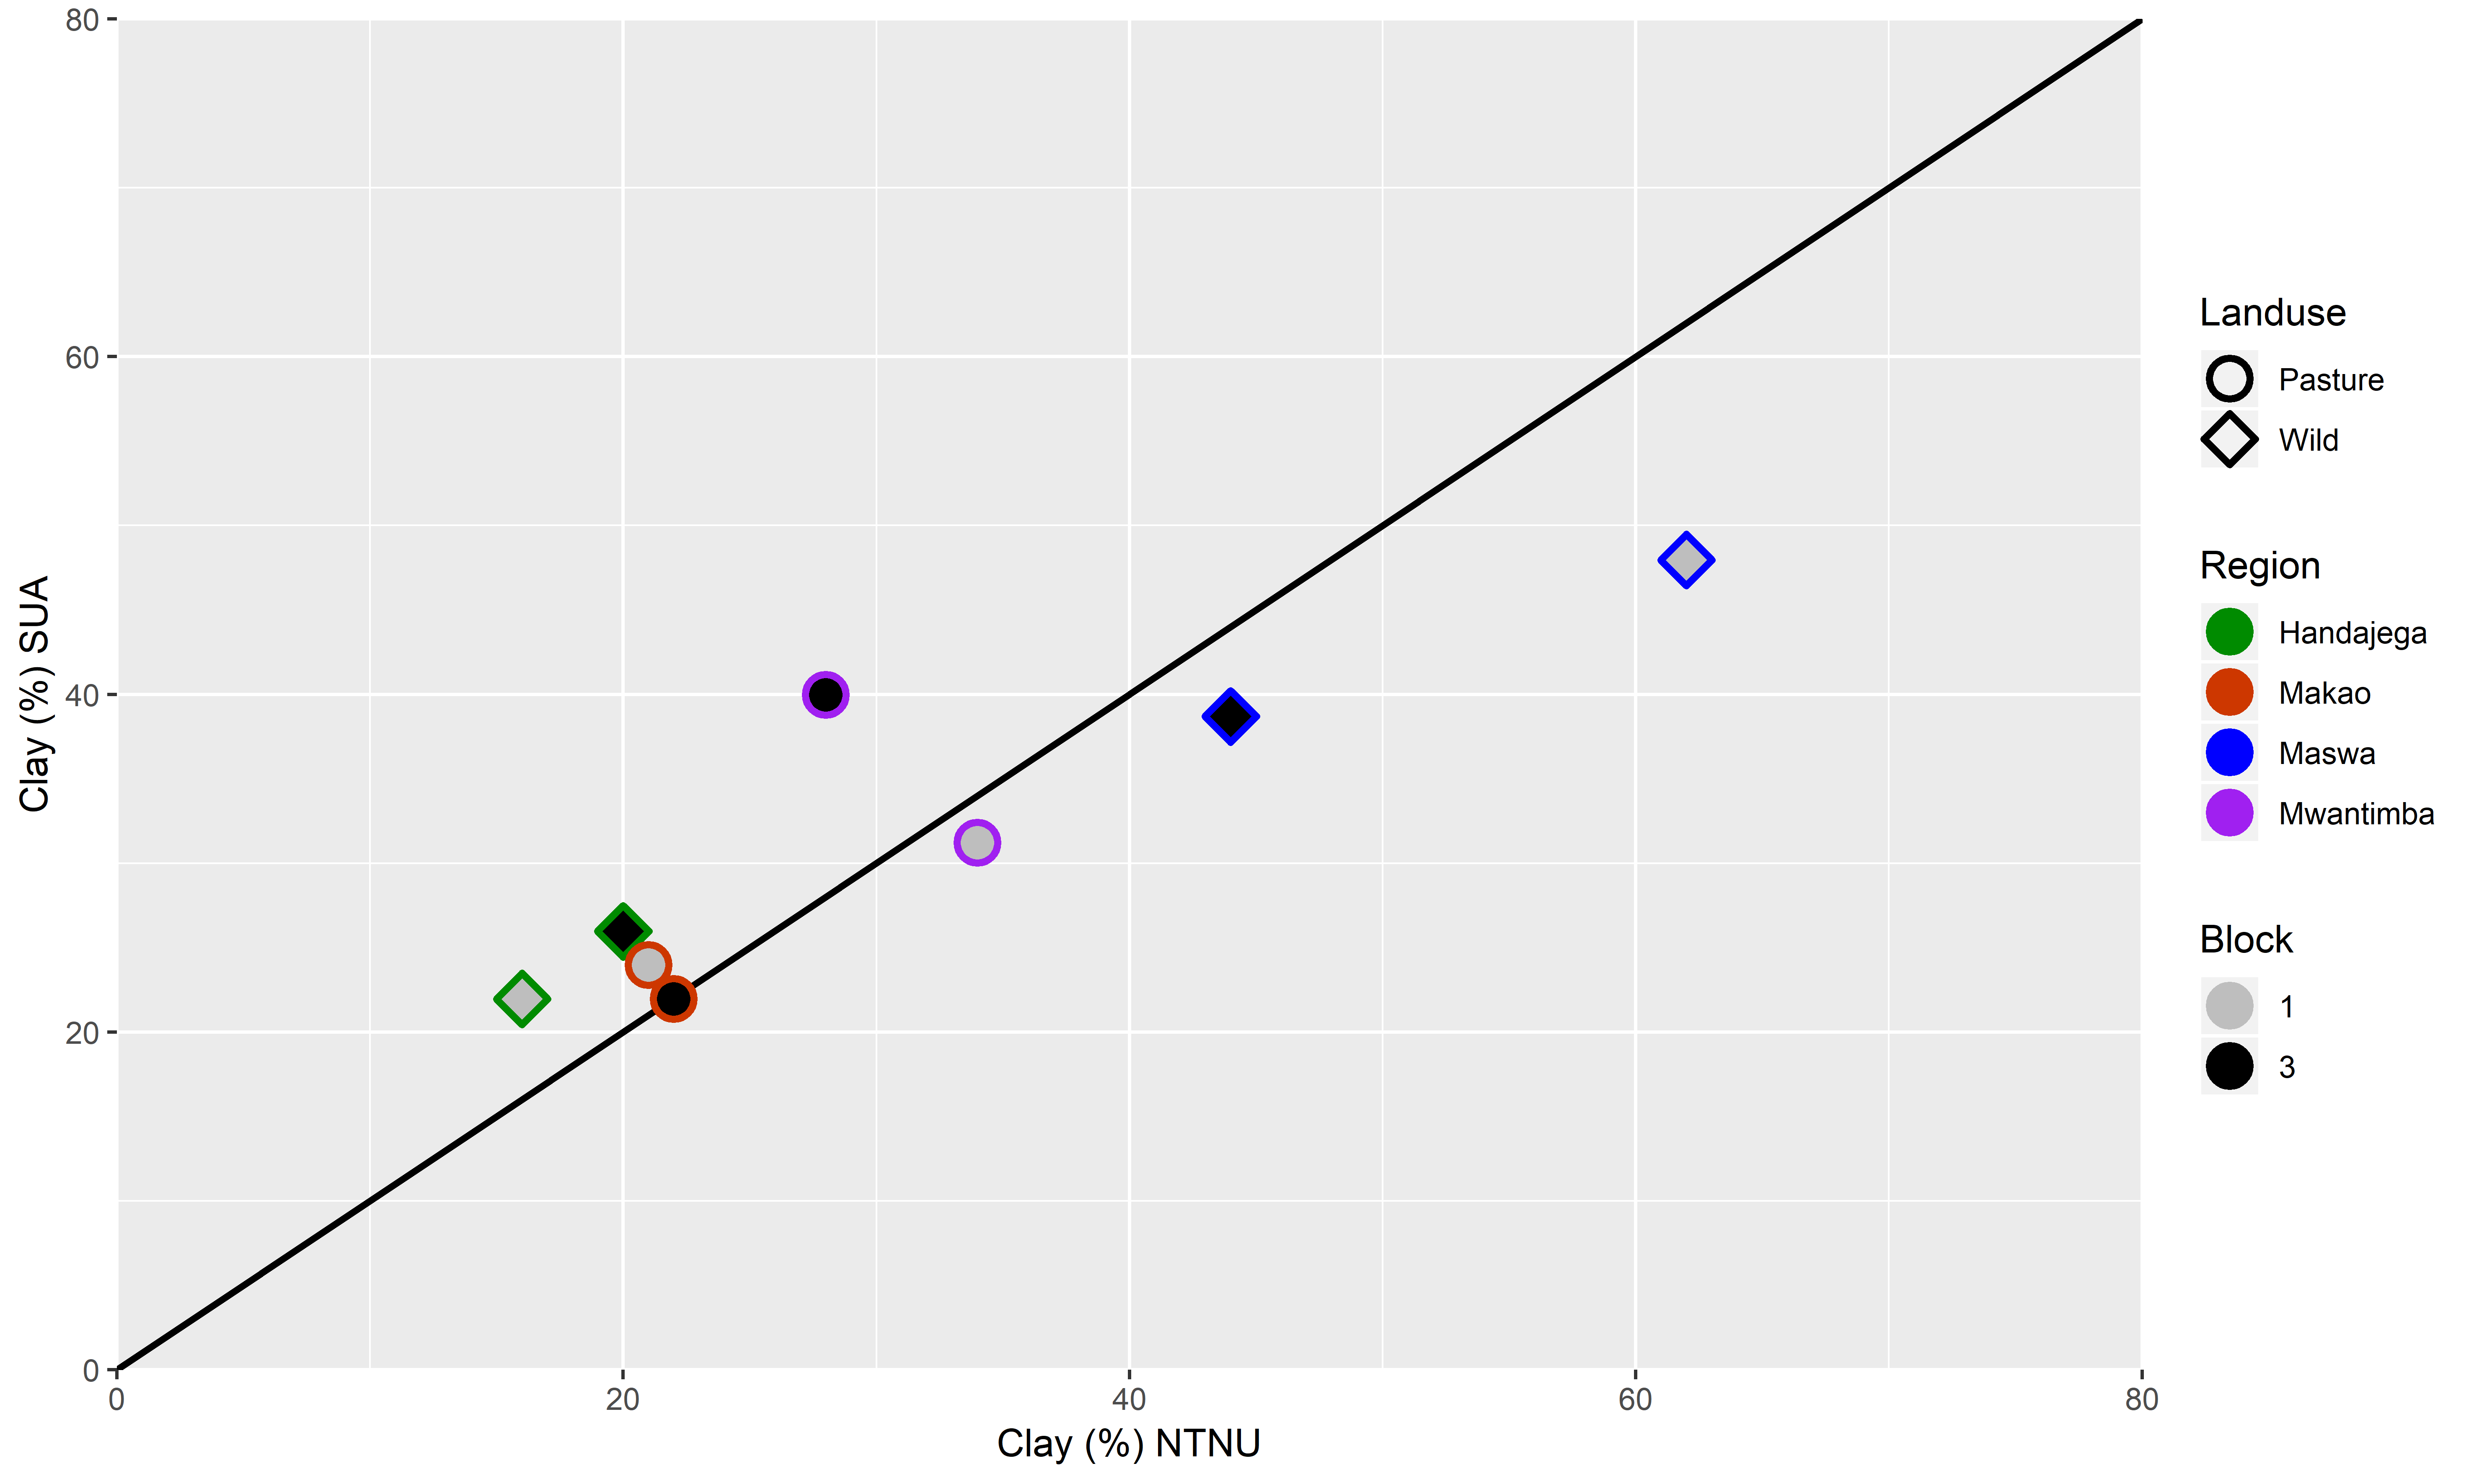 80
60
40
20
0
Clay (%) SUA
0 20 40 60 80
Clay (%) NTNU
Landuse
Pasture
Wild
Region
Handajega
Makao
Maswa
Mwantimba
Block
1
3